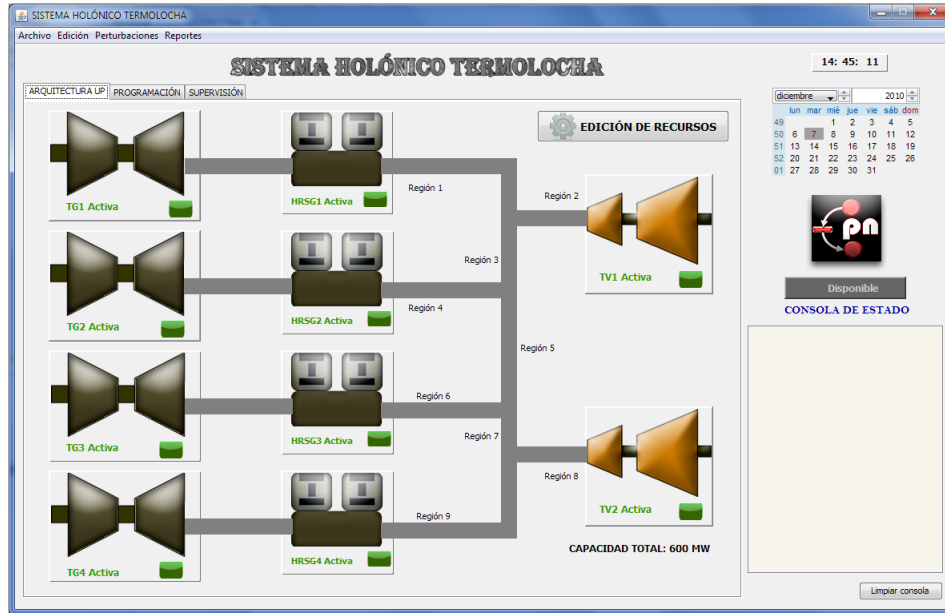 SISTEMA HOLÓNICO TERMOLOCHA
Archivo Edición Perturbaciones Reportes
SISTEMA HOLÓNICO TERMOLOCHA
14: 45: 11
ARQUITECTURA UP PROGRAMACIÓN SUPERVISIÓN
diciembre 2010
lun mar mié jue vie sáb dom
49 1 2 3 4 5
50 6 7 8 9 10 11 12
51 13 14 15 16 17 18 19
52 20 21 22 23 24 25 26
01 27 28 29 30 31
EDICIÓN DE RECURSOS
TG1 Activa
HRSG1 Activa
Región 1
Región 2
TV1 Activa
pn
Disponible
CONSOLA DE ESTADO
Región 3
TG2 Activa
HRSG2 Activa
Región 4
Región 5
TG3 Activa
HRSG3 Activa
Región 6
Región 7
Región 8
TV2 Activa
TG4 Activa
HRSG4 Activa
Región 9
CAPACIDAD TOTAL: 600 MW
Limpiar consola